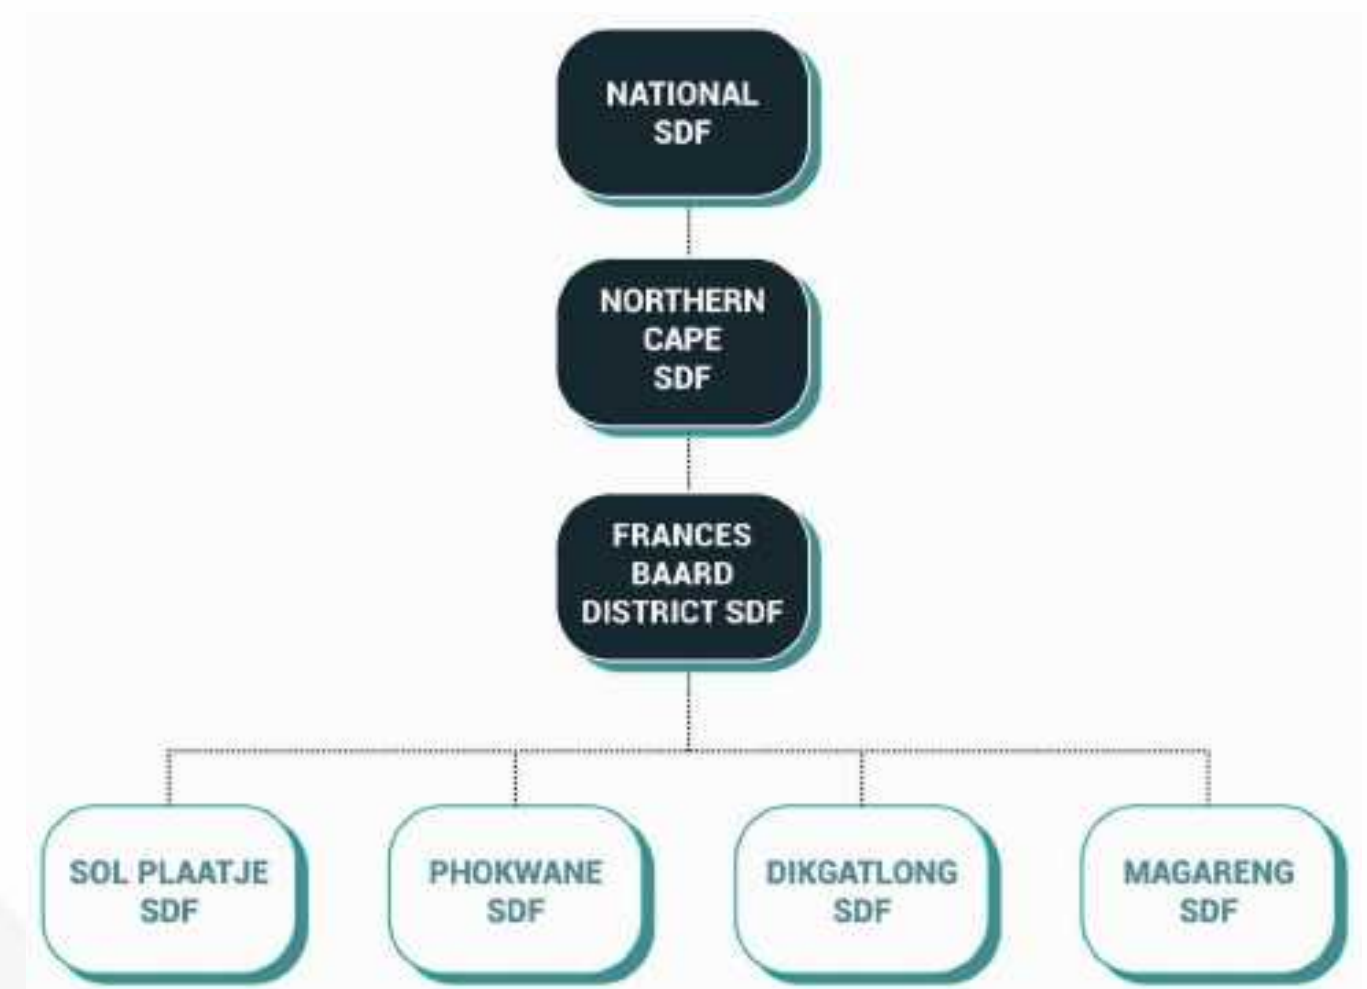 NATIONAL
SDF
NORTHERN
CAPE
SDF
FRANCES
BAARD
DISTRICT SDF
SOL PLAATJE
SDF
PHOKWANE
SDF
DIKGATLONG
SDF
MAGARENG
SDF